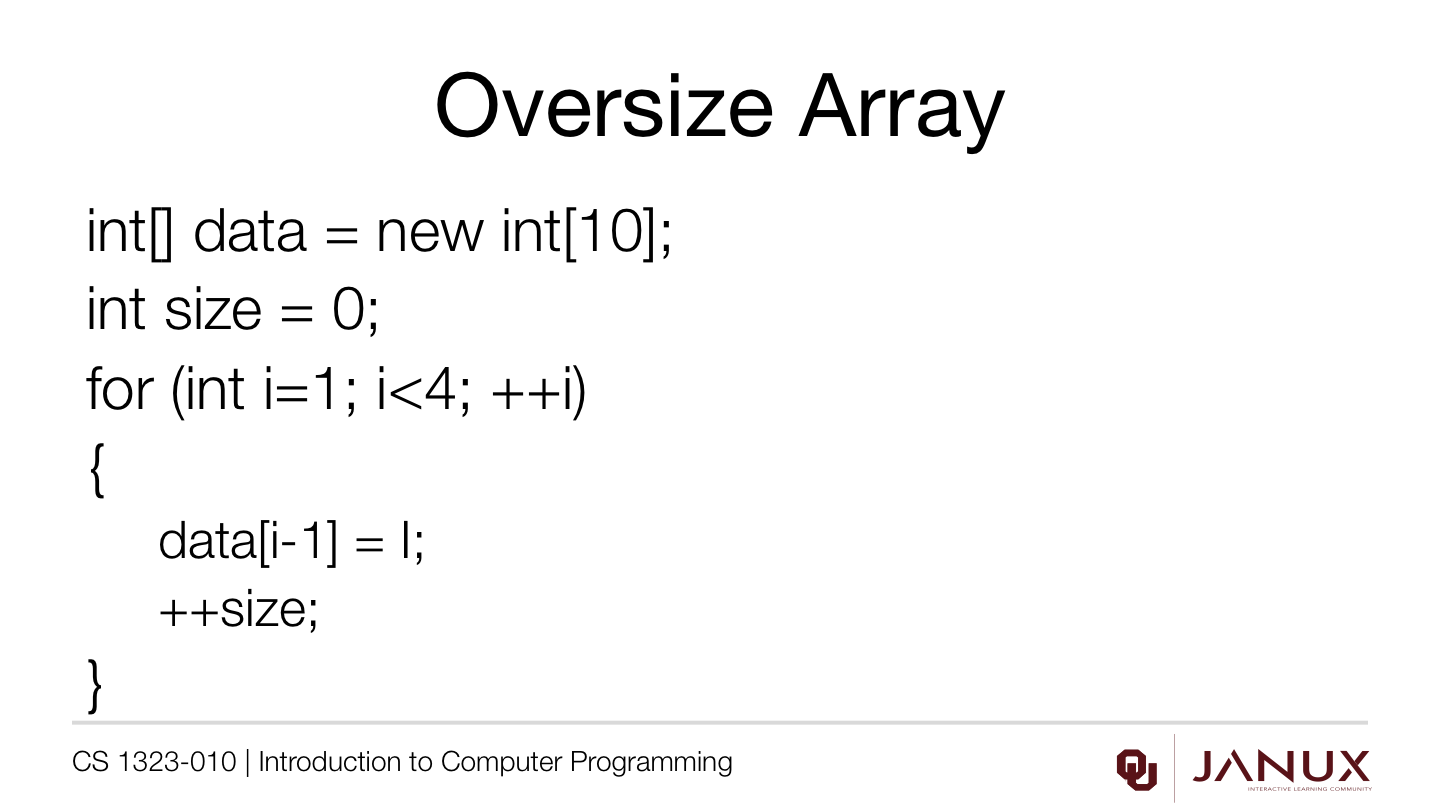 Oversize Array
int[] data = new int[10];
int size = 0;
for (int i=1; i<4; ++i)
{
data[i-1] = I;
++size;
}
CS 1323-010 | Introduction to Computer Programming
OU
JANUX
INTERACTIVE LEARNING COMMUNITY